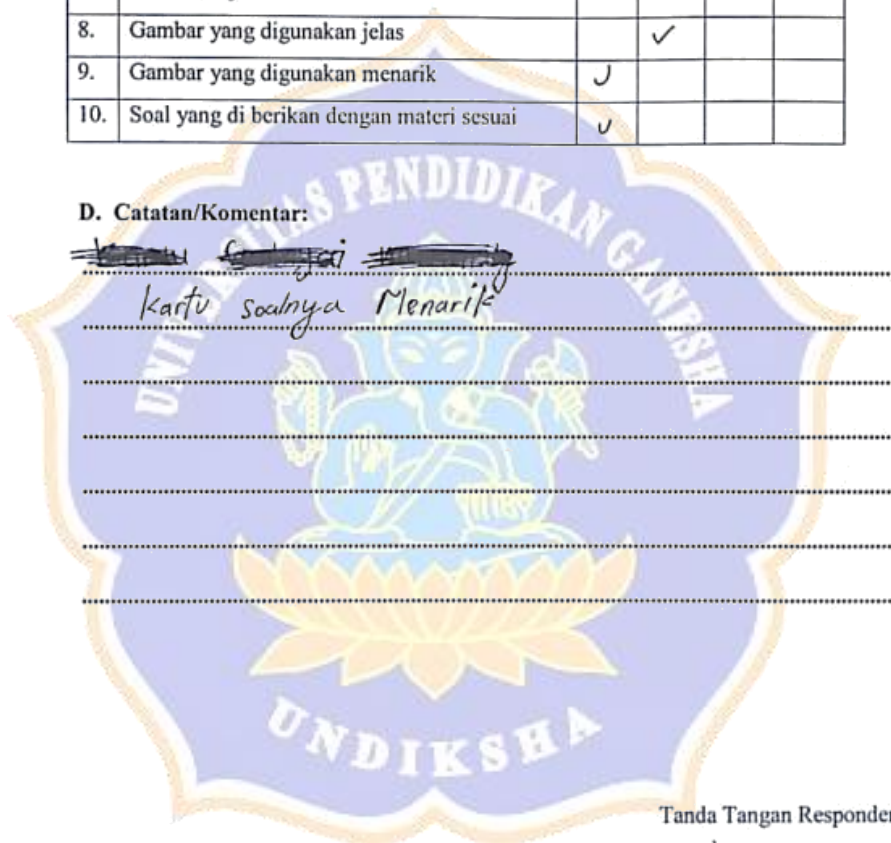 8. Gambar yang digunakan jelas ✓
9. Gambar yang digunakan menarik ✓
10. Soal yang di berikan dengan materi sesuai ✓
D. Catatan/Komentar:
Kartu soalnya Menarik
UNIVERSITAS PENDIDIKAN GANESHA
UNDIKSHA
Tanda Tangan Responden